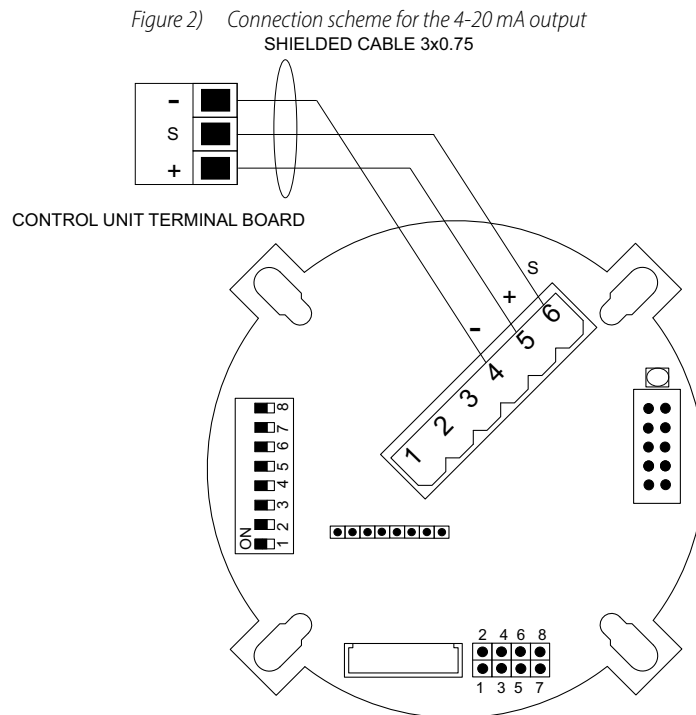 Figure 2) Connection scheme for the 4-20 mA output
SHIELDED CABLE 3x0.75
-
S
+
CONTROL UNIT TERMINAL BOARD
S
+
-
6
5
4
3
2
1
8
7
6
5
4
3
2
1
ON
2 4 6 8
1 3 5 7